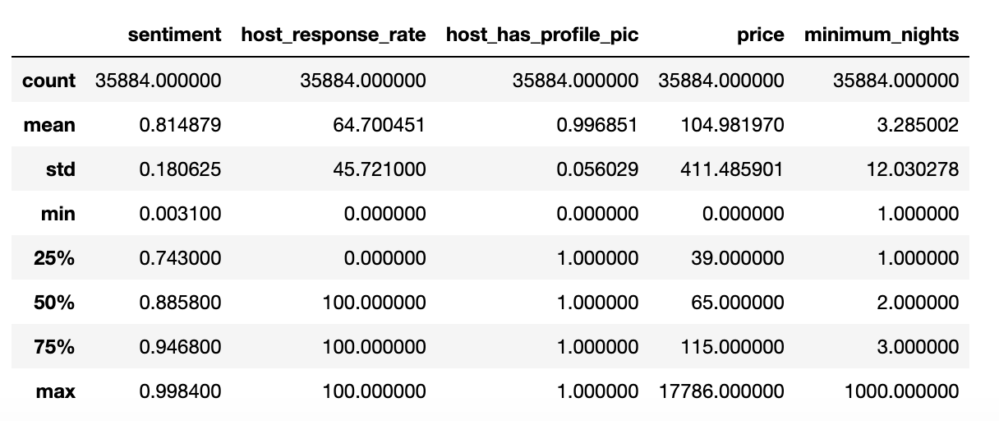 sentiment host_response_rate host_has_profile_pic price minimum_nights
count 35884.000000 35884.000000 35884.000000 35884.000000 35884.000000
mean 0.814879 64.700451 0.996851 104.981970 3.285002
std 0.180625 45.721000 0.056029 411.485901 12.030278
min 0.003100 0.000000 0.000000 0.000000 1.000000
25% 0.743000 0.000000 1.000000 39.000000 1.000000
50% 0.885800 100.000000 1.000000 65.000000 2.000000
75% 0.946800 100.000000 1.000000 115.000000 3.000000
max 0.998400 100.000000 1.000000 17786.000000 1000.000000